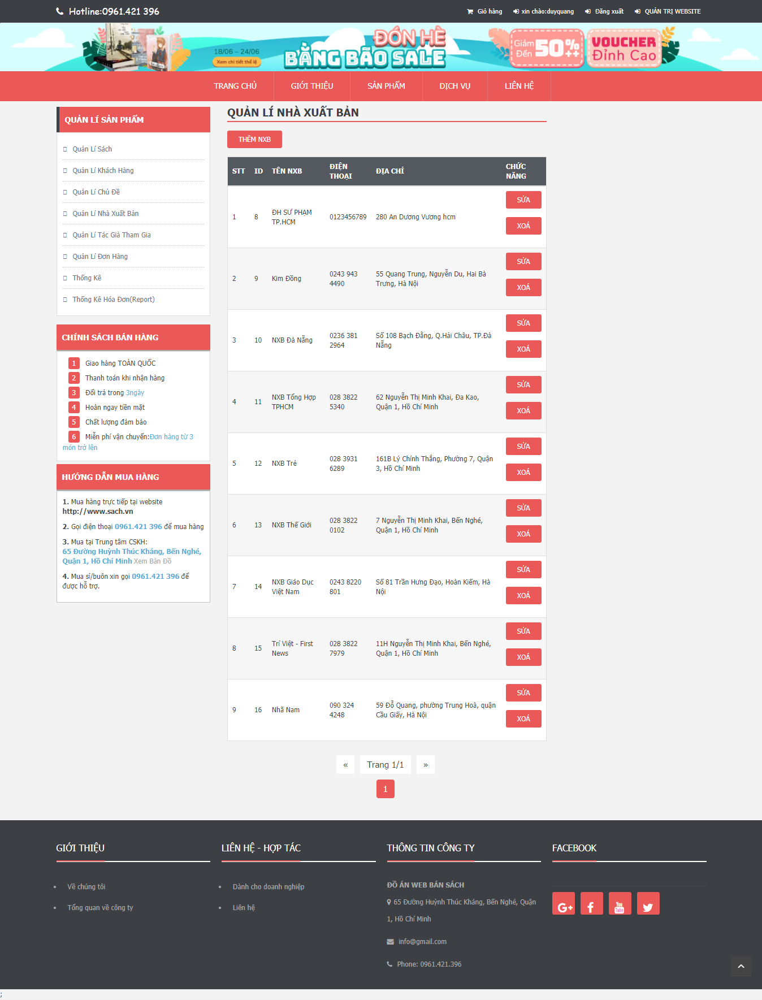 Hotline:0961.421 396
Giỏ hàng
xin chào:duyquang
Đăng xuất
QUẢN TRỊ WEBSITE
18/06 – 24/06
Xem chi tiết thể lệ
ĐÓN HÈ
BẰNG BÃO SALE
Giảm
Đến
50%++
VOUCHER
Đỉnh Cao
TRANG CHỦ
GIỚI THIỆU
SẢN PHẨM
DỊCH VỤ
LIÊN HỆ
QUẢN LÍ SẢN PHẨM
Quản Lí Sách
Quản Lí Khách Hàng
Quản Lí Chủ Đề
Quản Lí Nhà Xuất Bản
Quản Lí Tác Giả Tham Gia
Quản Lí Đơn Hàng
Thống Kê
Thống Kê Hóa Đơn(Report)
CHÍNH SÁCH BÁN HÀNG
1 Giao hàng TOÀN QUỐC
2 Thanh toán khi nhận hàng
3 Đổi trả trong 3ngày
4 Hoàn ngay tiền mặt
5 Chất lượng đảm bảo
6 Miễn phí vận chuyển:Đơn hàng từ 3
món trở lên
HƯỚNG DẪN MUA HÀNG
1. Mua hàng trực tiếp tại website
http://www.sach.vn
2. Gọi điện thoại 0961.421 396 để mua hàng
3. Mua tại Trung tâm CSKH:
65 Đường Huỳnh Thúc Kháng, Bến Nghé,
Quận 1, Hồ Chí Minh Xem Bản Đồ
4. Mua sỉ/buôn xin gọi 0961.421 396 để
được hỗ trợ.
QUẢN LÍ NHÀ XUẤT BẢN
THÊM NXB
STT ID TÊN NXB ĐIỆN THOẠI ĐỊA CHỈ CHỨC NĂNG
1 8 ĐH SƯ PHẠM TP.HCM 0123456789 280 An Dương Vương hcm SỬA
XOÁ
2 9 Kim Đồng 0243 943 4490 55 Quang Trung, Nguyễn Du, Hai Bà Trưng, Hà Nội SỬA
XOÁ
3 10 NXB Đà Nẵng 0236 381 2964 Số 108 Bạch Đằng, Q.Hải Châu, TP.Đà Nẵng SỬA
XOÁ
4 11 NXB Tổng Hợp TPHCM 028 3822 5340 62 Nguyễn Thị Minh Khai, Đa Kao, Quận 1, Hồ Chí Minh SỬA
XOÁ
5 12 NXB Trẻ 028 3931 6289 161B Lý Chính Thắng, Phường 7, Quận 3, Hồ Chí Minh SỬA
XOÁ
6 13 NXB Thế Giới 028 3822 0102 7 Nguyễn Thị Minh Khai, Bến Nghé, Quận 1, Hồ Chí Minh SỬA
XOÁ
7 14 NXB Giáo Dục Việt Nam 0243 8220 801 Số 81 Trần Hưng Đạo, Hoàn Kiếm, Hà Nội SỬA
XOÁ
8 15 Trí Việt - First News 028 3822 7979 11H Nguyễn Thị Minh Khai, Bến Nghé, Quận 1, Hồ Chí Minh SỬA
XOÁ
9 16 Nhã Nam 090 324 4248 59 Đỗ Quang, phường Trung Hoà, quận Cầu Giấy, Hà Nội SỬA
XOÁ
« Trang 1/1 »
1
GIỚI THIỆU
Về chúng tôi
Tổng quan về công ty
LIÊN HỆ - HỢP TÁC
Dành cho doanh nghiệp
Liên hệ
THÔNG TIN CÔNG TY
ĐỒ ÁN WEB BÁN SÁCH
65 Đường Huỳnh Thúc Kháng, Bến Nghé, Quận
1, Hồ Chí Minh
info@gmail.com
Phone: 0961.421.396
FACEBOOK
G+ f You Tube
;